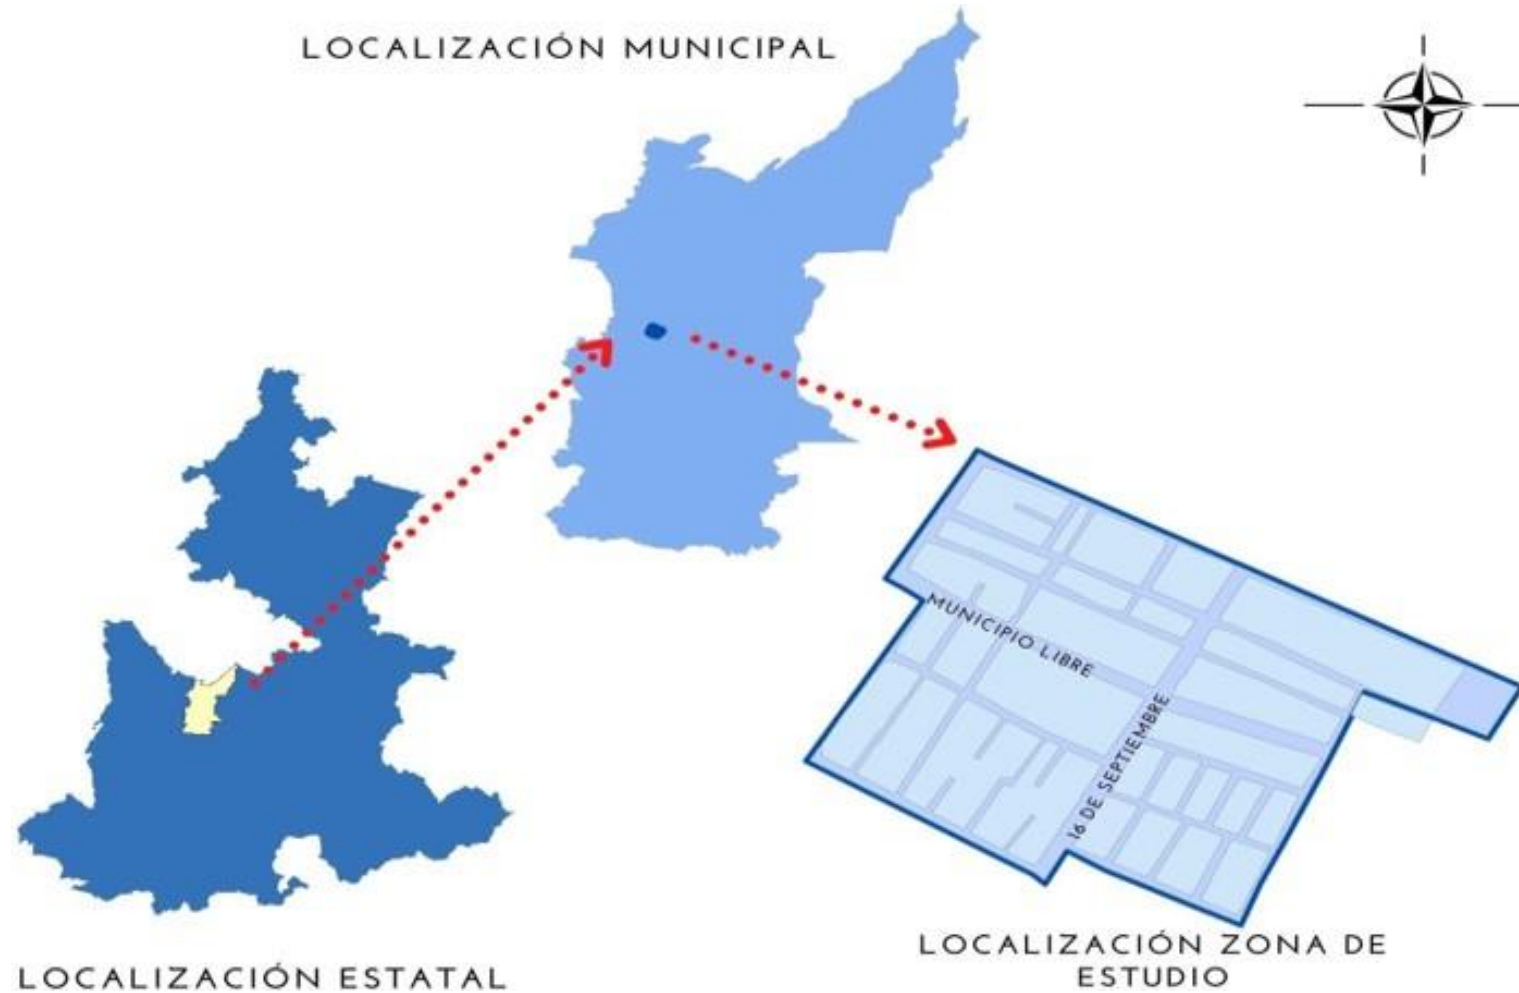 LOCALIZACIÓN MUNICIPAL
MUNICIPIO LIBRE
16 DE SEPTIEMBRE
LOCALIZACIÓN ZONA DE
ESTUDIO
LOCALIZACIÓN ESTATAL